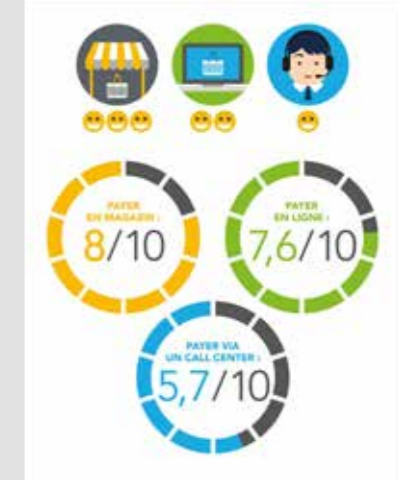 PAYER
EN MAGASIN :
8/10
PAYER
EN LIGNE :
7,6/10
PAYER VIA
UN CALL CENTER :
5,7/10